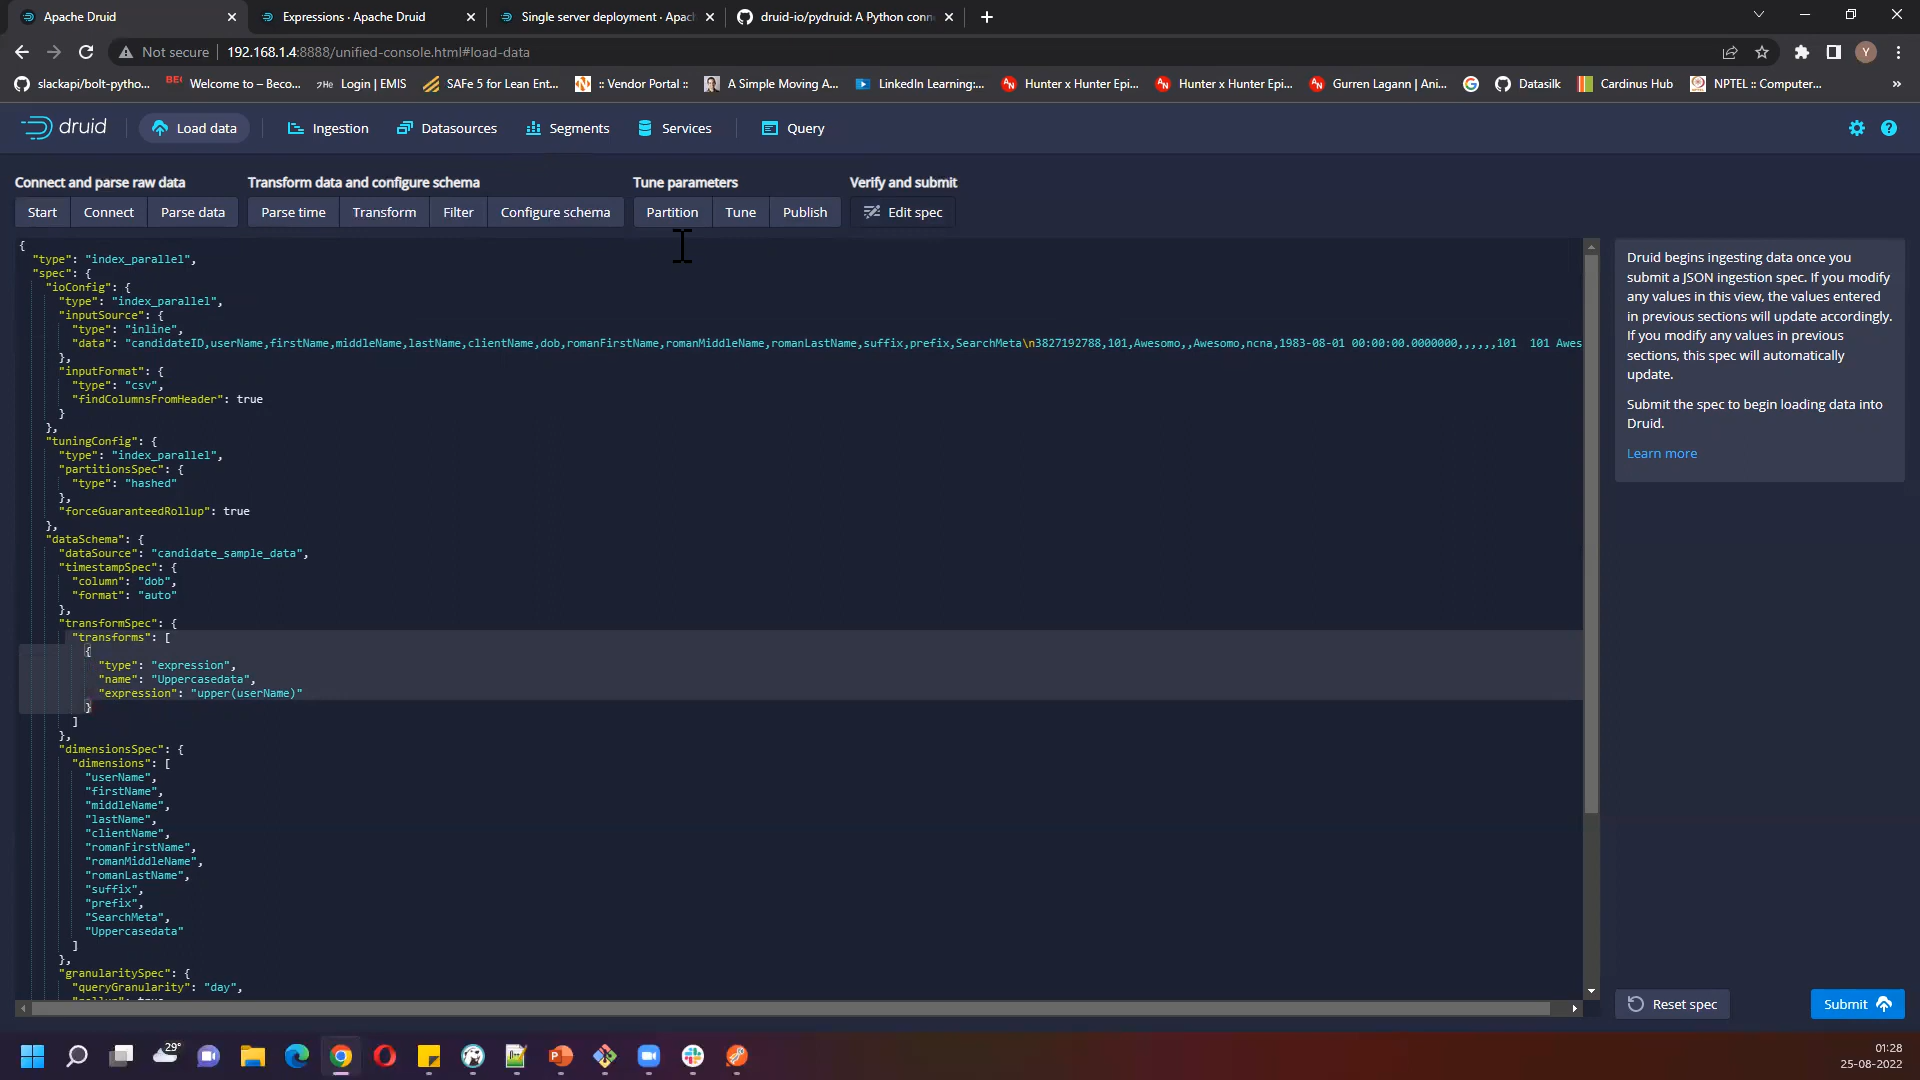 Apache Druid
Expressions · Apache Druid
Single server deployment · Apac
druid-io/pydruid: A Python conn
Not secure
192.168.1.4:8888/unified-console.html#load-data
Y
slackapi/bolt-pytho...
Welcome to – Beco...
Login | EMIS
SAFe 5 for Lean Ent...
:: Vendor Portal ::
A Simple Moving A...
LinkedIn Learning:...
Hunter x Hunter Epi...
Hunter x Hunter Epi...
Gurren Lagann | Ani...
Datasilk
Cardinus Hub
NPTEL :: Computer...
»
druid
Load data
Ingestion
Datasources
Segments
Services
Query
Connect and parse raw data
Transform data and configure schema
Tune parameters
Verify and submit
Start
Connect
Parse data
Parse time
Transform
Filter
Configure schema
Partition
Tune
Publish
Edit spec
{
"type": "index_parallel",
"spec": {
"ioConfig": {
"type": "index_parallel",
"inputSource": {
"type": "inline",
"data": "candidateID,userName,firstName,middleName,lastName,clientName,dob,romanFirstName,romanMiddleName,romanLastName,suffix,prefix,SearchMeta\n3827192788,101,Awesomo,,Awesomo,ncna,1983-08-01 00:00:00.0000000,,,,,,101  101 Awes
},
"inputFormat": {
"type": "csv",
"findColumnsFromHeader": true
}
},
"tuningConfig": {
"type": "index_parallel",
"partitionsSpec": {
"type": "hashed"
},
"forceGuaranteedRollup": true
},
"dataSchema": {
"dataSource": "candidate_sample_data",
"timestampSpec": {
"column": "dob",
"format": "auto"
},
"transformSpec": {
"transforms": [
{
"type": "expression",
"name": "Uppercasedata",
"expression": "upper(userName)"
}
]
},
"dimensionsSpec": {
"dimensions": [
"userName",
"firstName",
"middleName",
"lastName",
"clientName",
"romanFirstName",
"romanMiddleName",
"romanLastName",
"suffix",
"prefix",
"SearchMeta",
"Uppercasedata"
]
},
"granularitySpec": {
"queryGranularity": "day",
Druid begins ingesting data once you
submit a JSON ingestion spec. If you modify
any values in this view, the values entered
in previous sections will update accordingly.
If you modify any values in previous
sections, this spec will automatically
update.
Submit the spec to begin loading data into
Druid.
Learn more
Reset spec
Submit
29°
01:28
25-08-2022